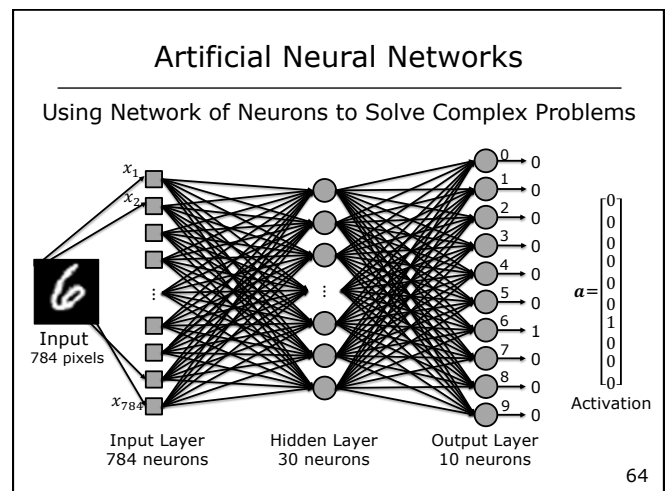 Artificial Neural Networks
Using Network of Neurons to Solve Complex Problems
x₁
x₂
⋮
x₇₈₄
Input
784 pixels
6
Input Layer
784 neurons
Hidden Layer
30 neurons
Output Layer
10 neurons
0 0
1 0
2 0
3 0
4 0
5 0
6 1
7 0
8 0
9 0
a=
0
0
0
0
0
0
1
0
0
0
Activation
64